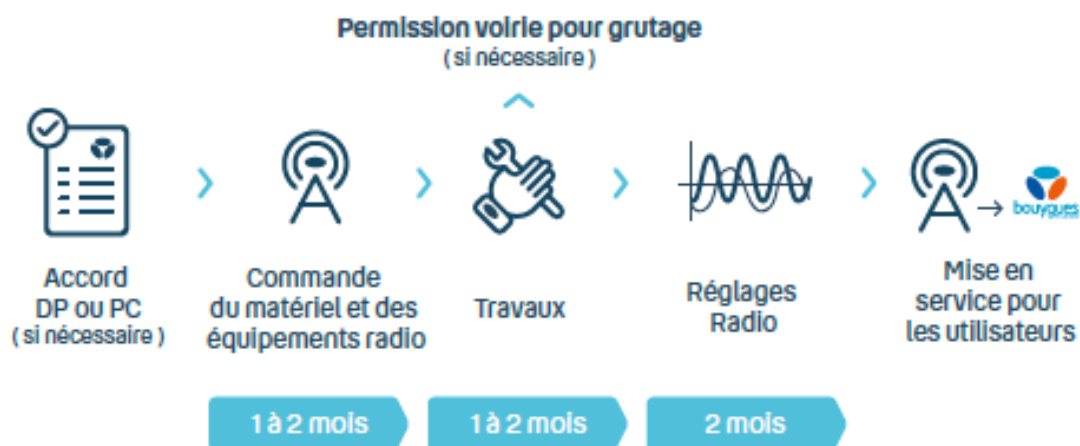 Permission voirie pour grutage
( si nécessaire )
Accord
DP ou PC
( si nécessaire )
Commande
du matériel et des
équipements radio
Travaux
Réglages
Radio
bouygues
Mise en
service pour
les utilisateurs
1 à 2 mois
1 à 2 mois
2 mois